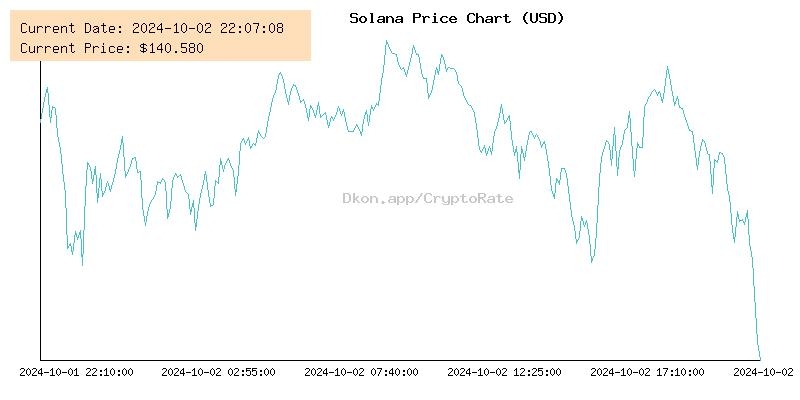 Solana Price Chart (USD)
Current Date: 2024-10-02 22:07:08
Current Price: $140.580
Dkon.app/CryptoRate
2024-10-01 22:10:00 2024-10-02 02:55:00 2024-10-02 07:40:00 2024-10-02 12:25:00 2024-10-02 17:10:00 2024-10-02